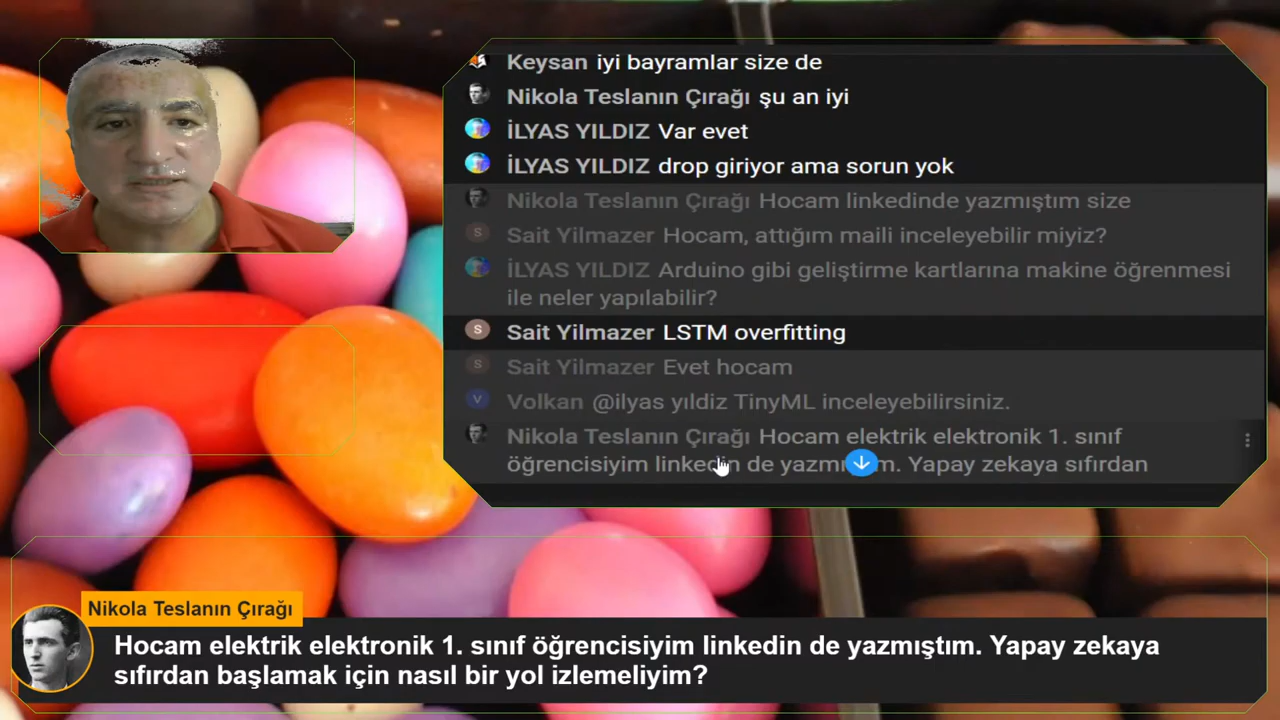 Keysan iyi bayramlar size de
Nikola Teslanın Çırağı şu an iyi
İLYAS YILDIZ Var evet
İLYAS YILDIZ drop giriyor ama sorun yok
Nikola Teslanın Çırağı Hocam linkedinde yazmıştım size
S Sait Yilmazer Hocam, attığım maili inceleyebilir miyiz?
İLYAS YILDIZ Arduino gibi geliştirme kartlarına makine öğrenmesi
ile neler yapılabilir?
S Sait Yilmazer LSTM overfitting
S Sait Yilmazer Evet hocam
V Volkan @ilyas yıldiz TinyML inceleyebilirsiniz.
Nikola Teslanın Çırağı Hocam elektrik elektronik 1. sınıf
öğrencisiyim linkedin de yazmıştım. Yapay zekaya sıfırdan
Nikola Teslanın Çırağı
Hocam elektrik elektronik 1. sınıf öğrencisiyim linkedin de yazmıştım. Yapay zekaya
sıfırdan başlamak için nasıl bir yol izlemeliyim?